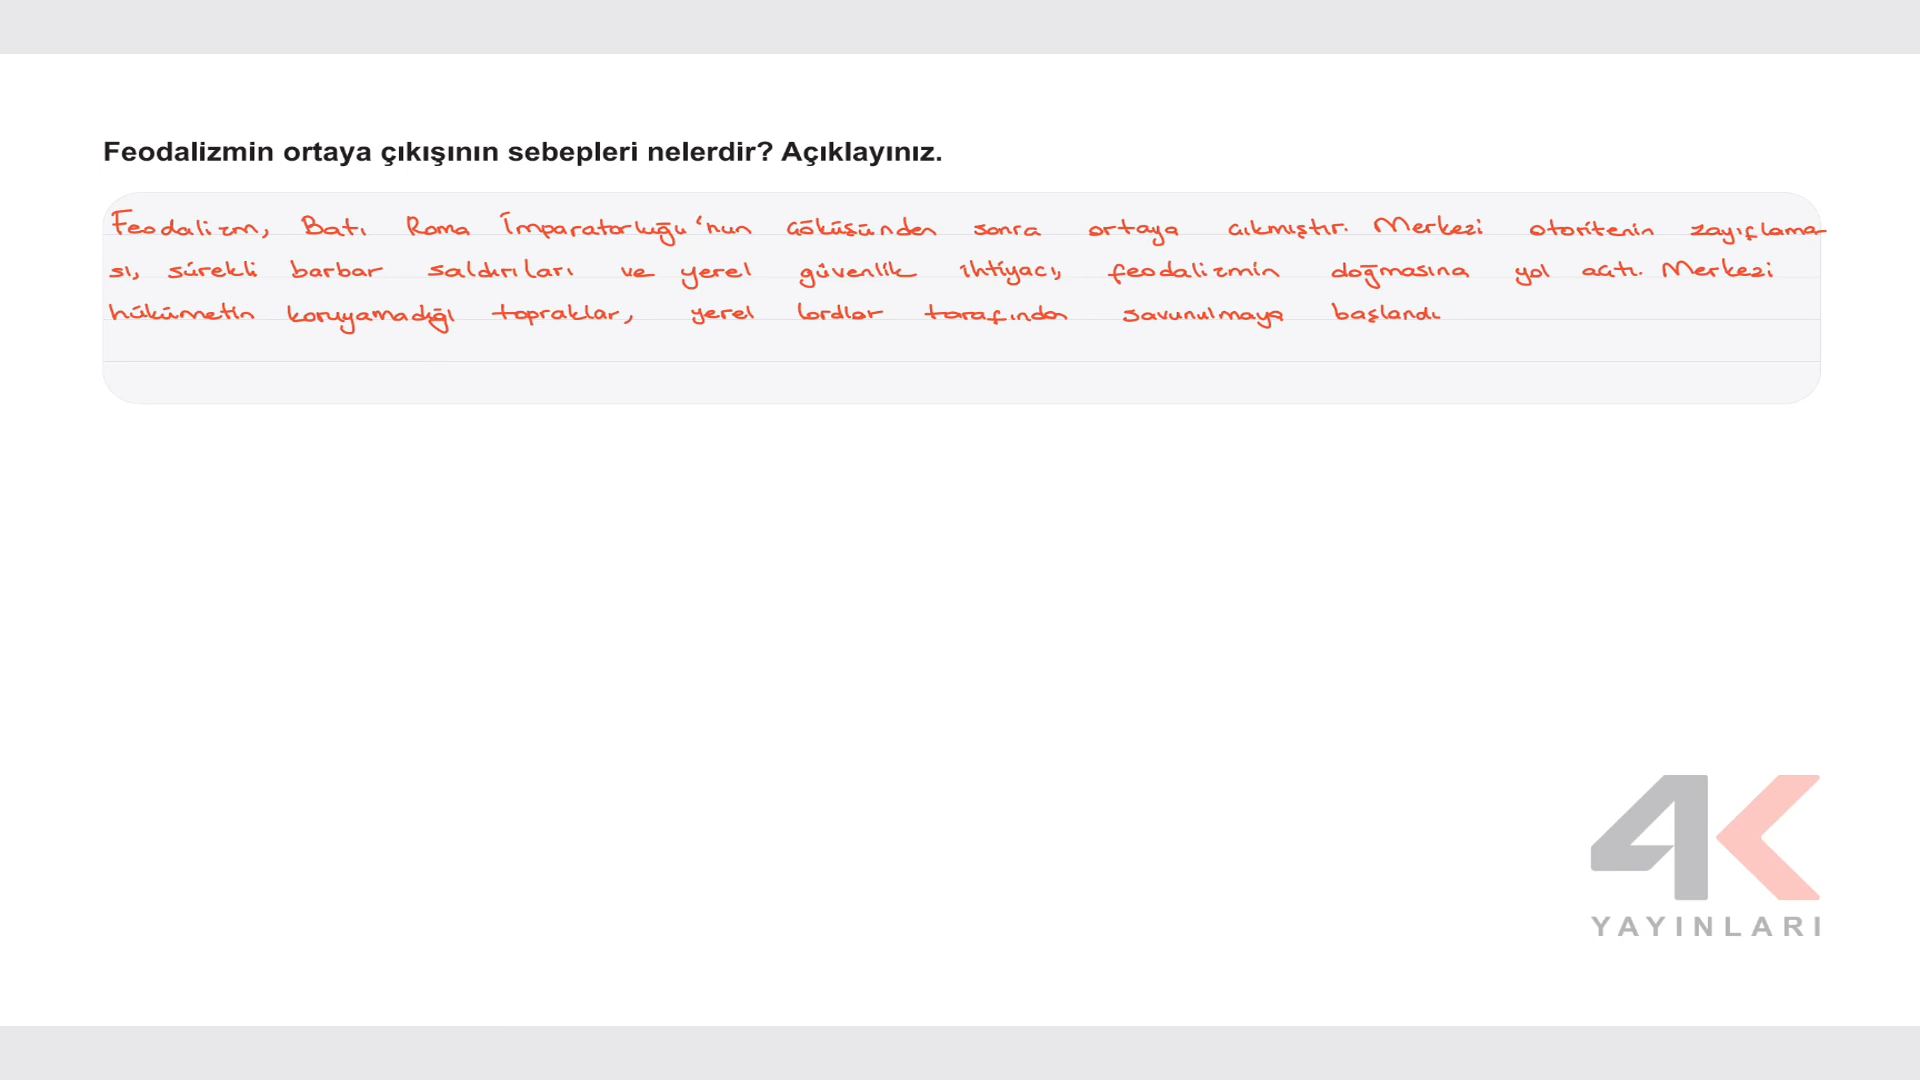 Feodalizmin ortaya çıkışının sebepleri nelerdir? Açıklayınız.
Feodalizm, Batı Roma İmparatorluğu'nun çöküşünden sonra ortaya çıkmıştır. Merkezi otoritenin zayıflama-
sı, sürekli barbar saldırıları ve yerel güvenlik ihtiyacı, feodalizmin doğmasına yol açtı. Merkezi
hükümetin koruyamadığı topraklar, yerel lordlar tarafından savunulmaya başlandı
4K
YAYINLARI